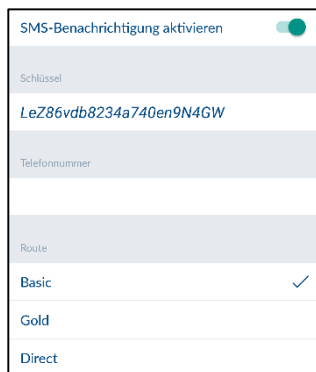 SMS-Benachrichtigung aktivieren
Schlüssel
LeZ86vdb8234a740en9N4GW
Telefonnummer
Route
Basic
Gold
Direct